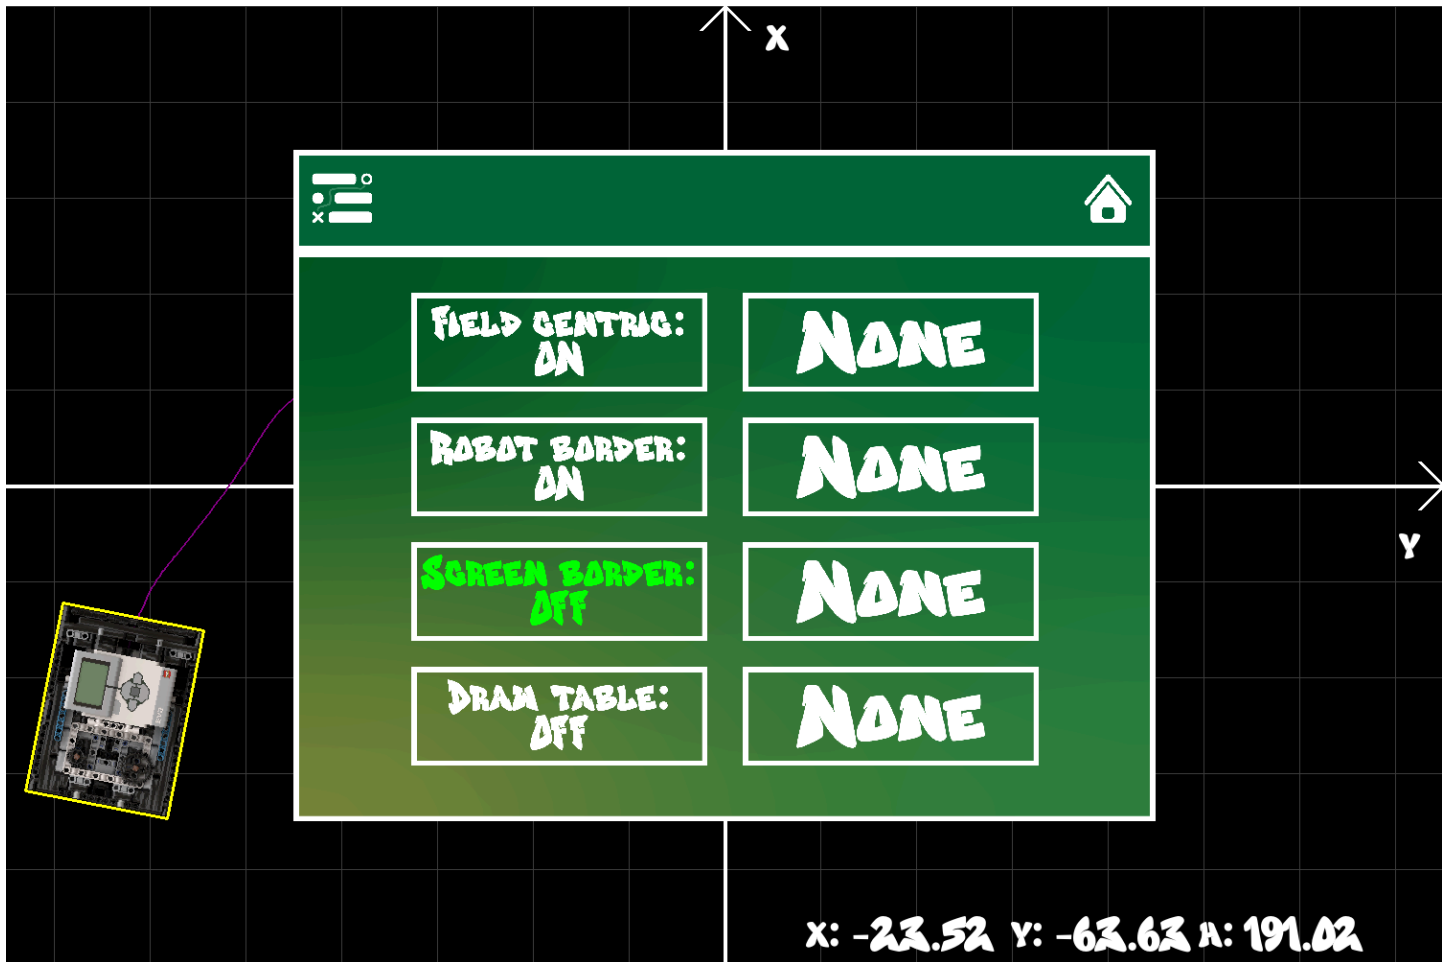 X
Field centric:
ON
None
Robot border:
ON
None
Screen border:
OFF
None
Draw table:
OFF
None
Y
X: -23.52 Y: -63.63 H: 191.02